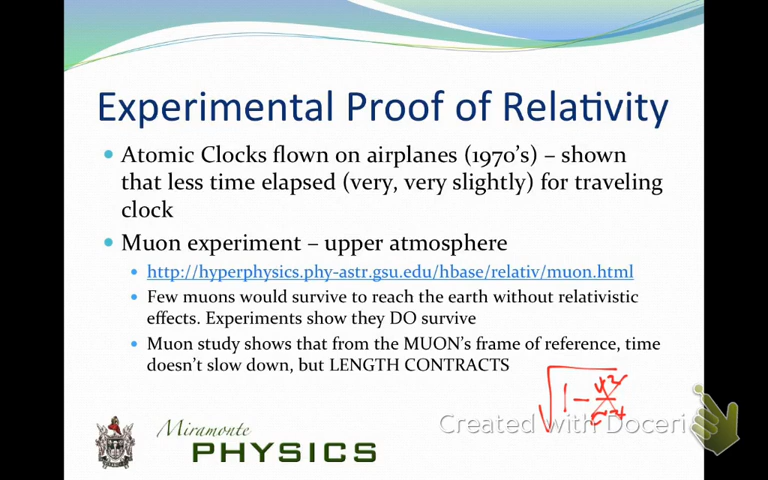 Experimental Proof of Relativity
• Atomic Clocks flown on airplanes (1970's) – shown
that less time elapsed (very, very slightly) for traveling
clock
• Muon experiment – upper atmosphere
• http://hyperphysics.phy-astr.gsu.edu/hbase/relativ/muon.html
• Few muons would survive to reach the earth without relativistic
effects. Experiments show they DO survive
• Muon study shows that from the MUON's frame of reference, time
doesn't slow down, but LENGTH CONTRACTS
√1 −
Created with Doceri
Miramonte
PHYSICS